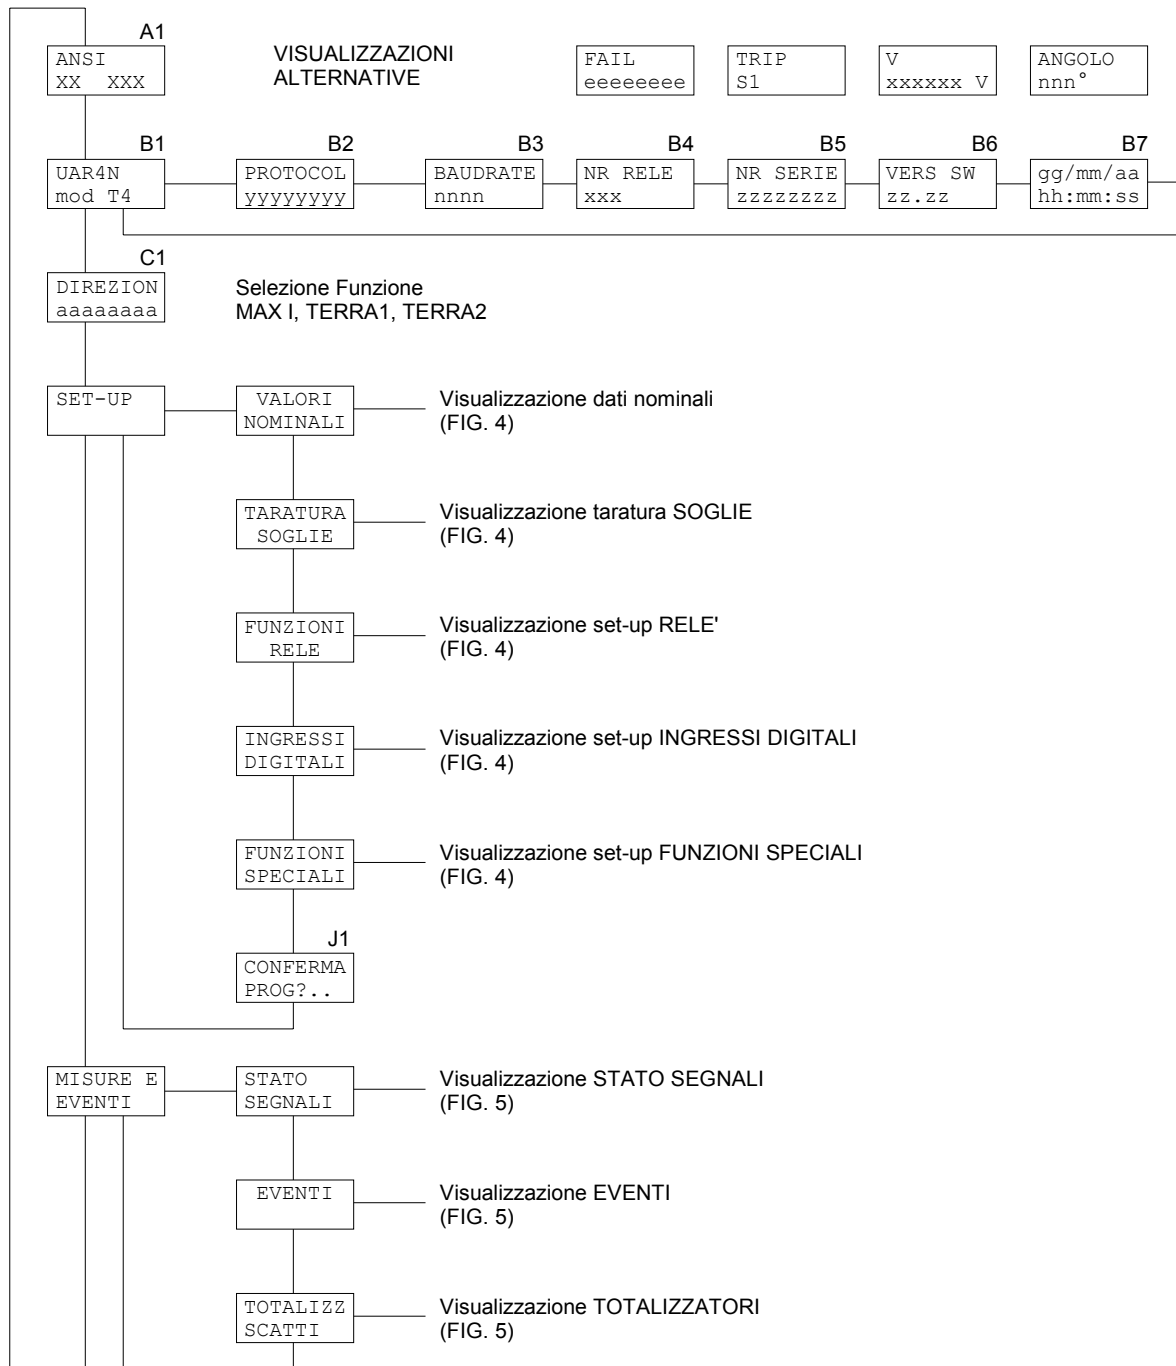 A1
ANSI
XX XXX
VISUALIZZAZIONI
ALTERNATIVE
FAIL
eeeeeeee
TRIP
S1
V
xxxxxx V
ANGOLO
nnn°
B1
UAR4N
mod T4
B2
PROTOCOL
yyyyyyyy
B3
BAUDRATE
nnnn
B4
NR RELE
xxx
B5
NR SERIE
zzzzzzzz
B6
VERS SW
zz.zz
B7
gg/mm/aa
hh:mm:ss
C1
DIREZION
aaaaaaaa
Selezione Funzione
MAX I, TERRA1, TERRA2
SET-UP
VALORI
NOMINALI
Visualizzazione dati nominali
(FIG. 4)
TARATURA
SOGLIE
Visualizzazione taratura SOGLIE
(FIG. 4)
FUNZIONI
RELE
Visualizzazione set-up RELE'
(FIG. 4)
INGRESSI
DIGITALI
Visualizzazione set-up INGRESSI DIGITALI
(FIG. 4)
FUNZIONI
SPECIALI
Visualizzazione set-up FUNZIONI SPECIALI
(FIG. 4)
J1
CONFERMA
PROG?..
MISURE E
EVENTI
STATO
SEGNALI
Visualizzazione STATO SEGNALI
(FIG. 5)
EVENTI
Visualizzazione EVENTI
(FIG. 5)
TOTALIZZ
SCATTI
Visualizzazione TOTALIZZATORI
(FIG. 5)